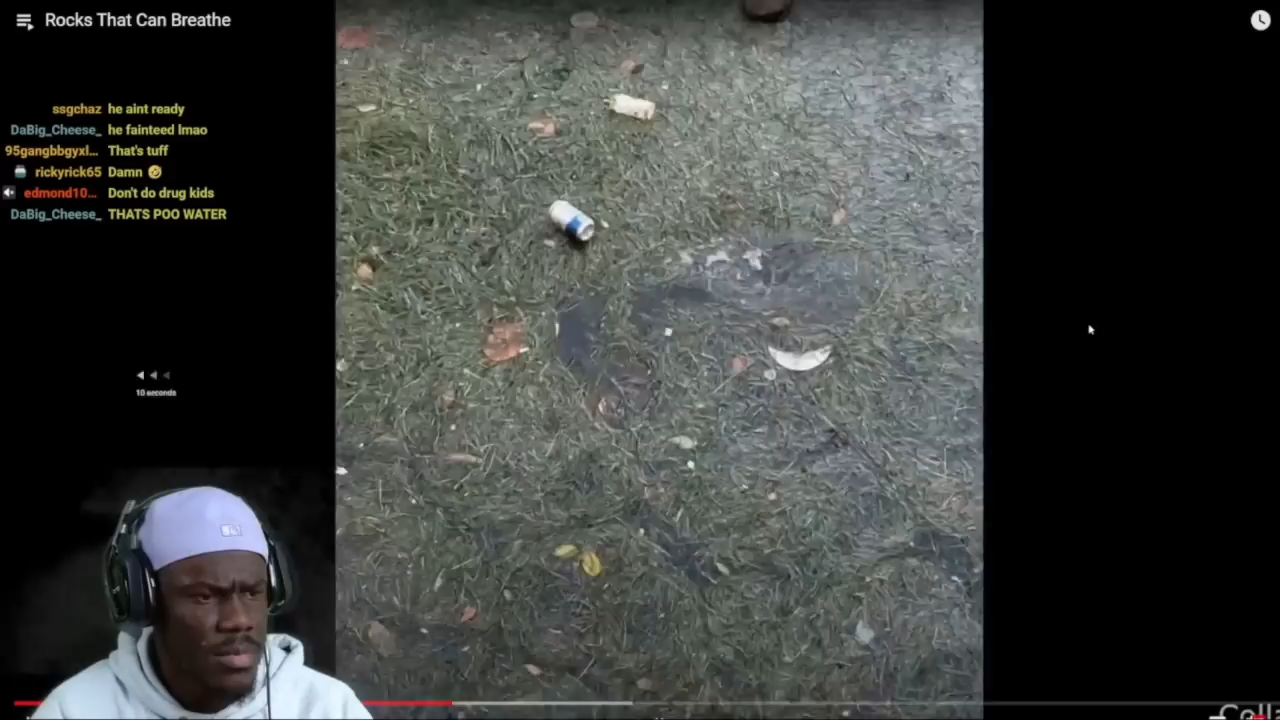 Rocks That Can Breathe
ssgchaz he aint ready
DaBig_Cheese_ he fainteed lmao
95gangbbgyxl... That's tuff
rickyrick65 Damn 🤣
edmond10... Don't do drug kids
DaBig_Cheese_ THATS POO WATER
10 seconds